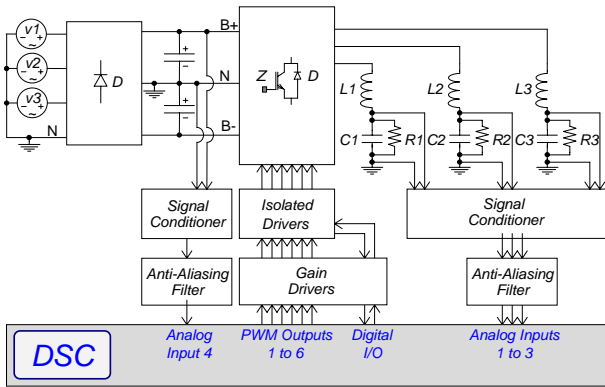 v1
v2
v3
N
D
B+
N
B-
Z
D
L1
L2
L3
C1
R1
C2
R2
C3
R3
Signal
Conditioner
Isolated
Drivers
Signal
Conditioner
Anti-Aliasing
Filter
Gain
Drivers
Anti-Aliasing
Filter
DSC
Analog
Input 4
PWM Outputs
1 to 6
Digital
I/O
Analog Inputs
1 to 3